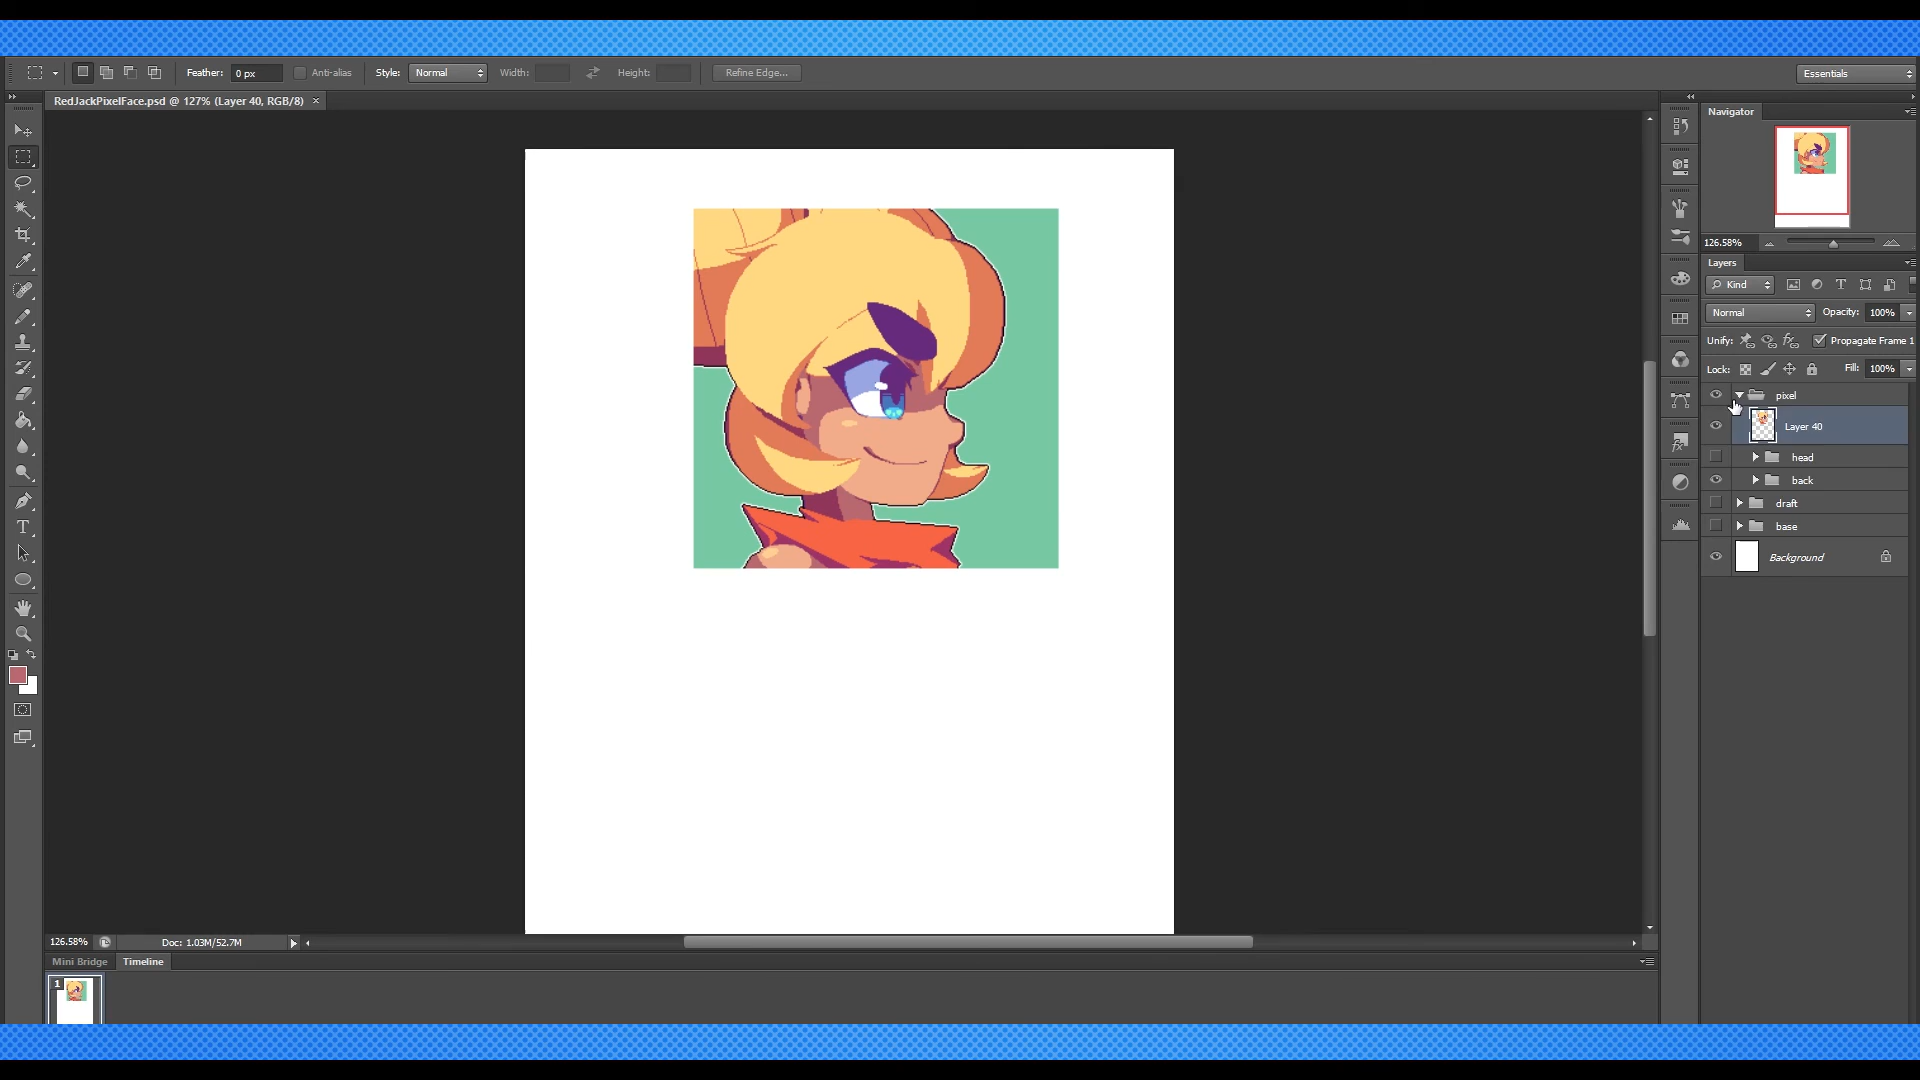 Feather: 0 px Anti-alias Style: Normal Width: Height: Refine Edge... Essentials
RedJackPixelFace.psd @ 127% (Layer 40, RGB/8) ×
Navigator
126.58%
Layers
Kind
Normal Opacity: 100%
Unify: Propagate Frame 1
Lock: Fill: 100%
pixel
Layer 40
head
back
draft
base
Background
126.58% Doc: 1.03M/52.7M
Mini Bridge Timeline
1